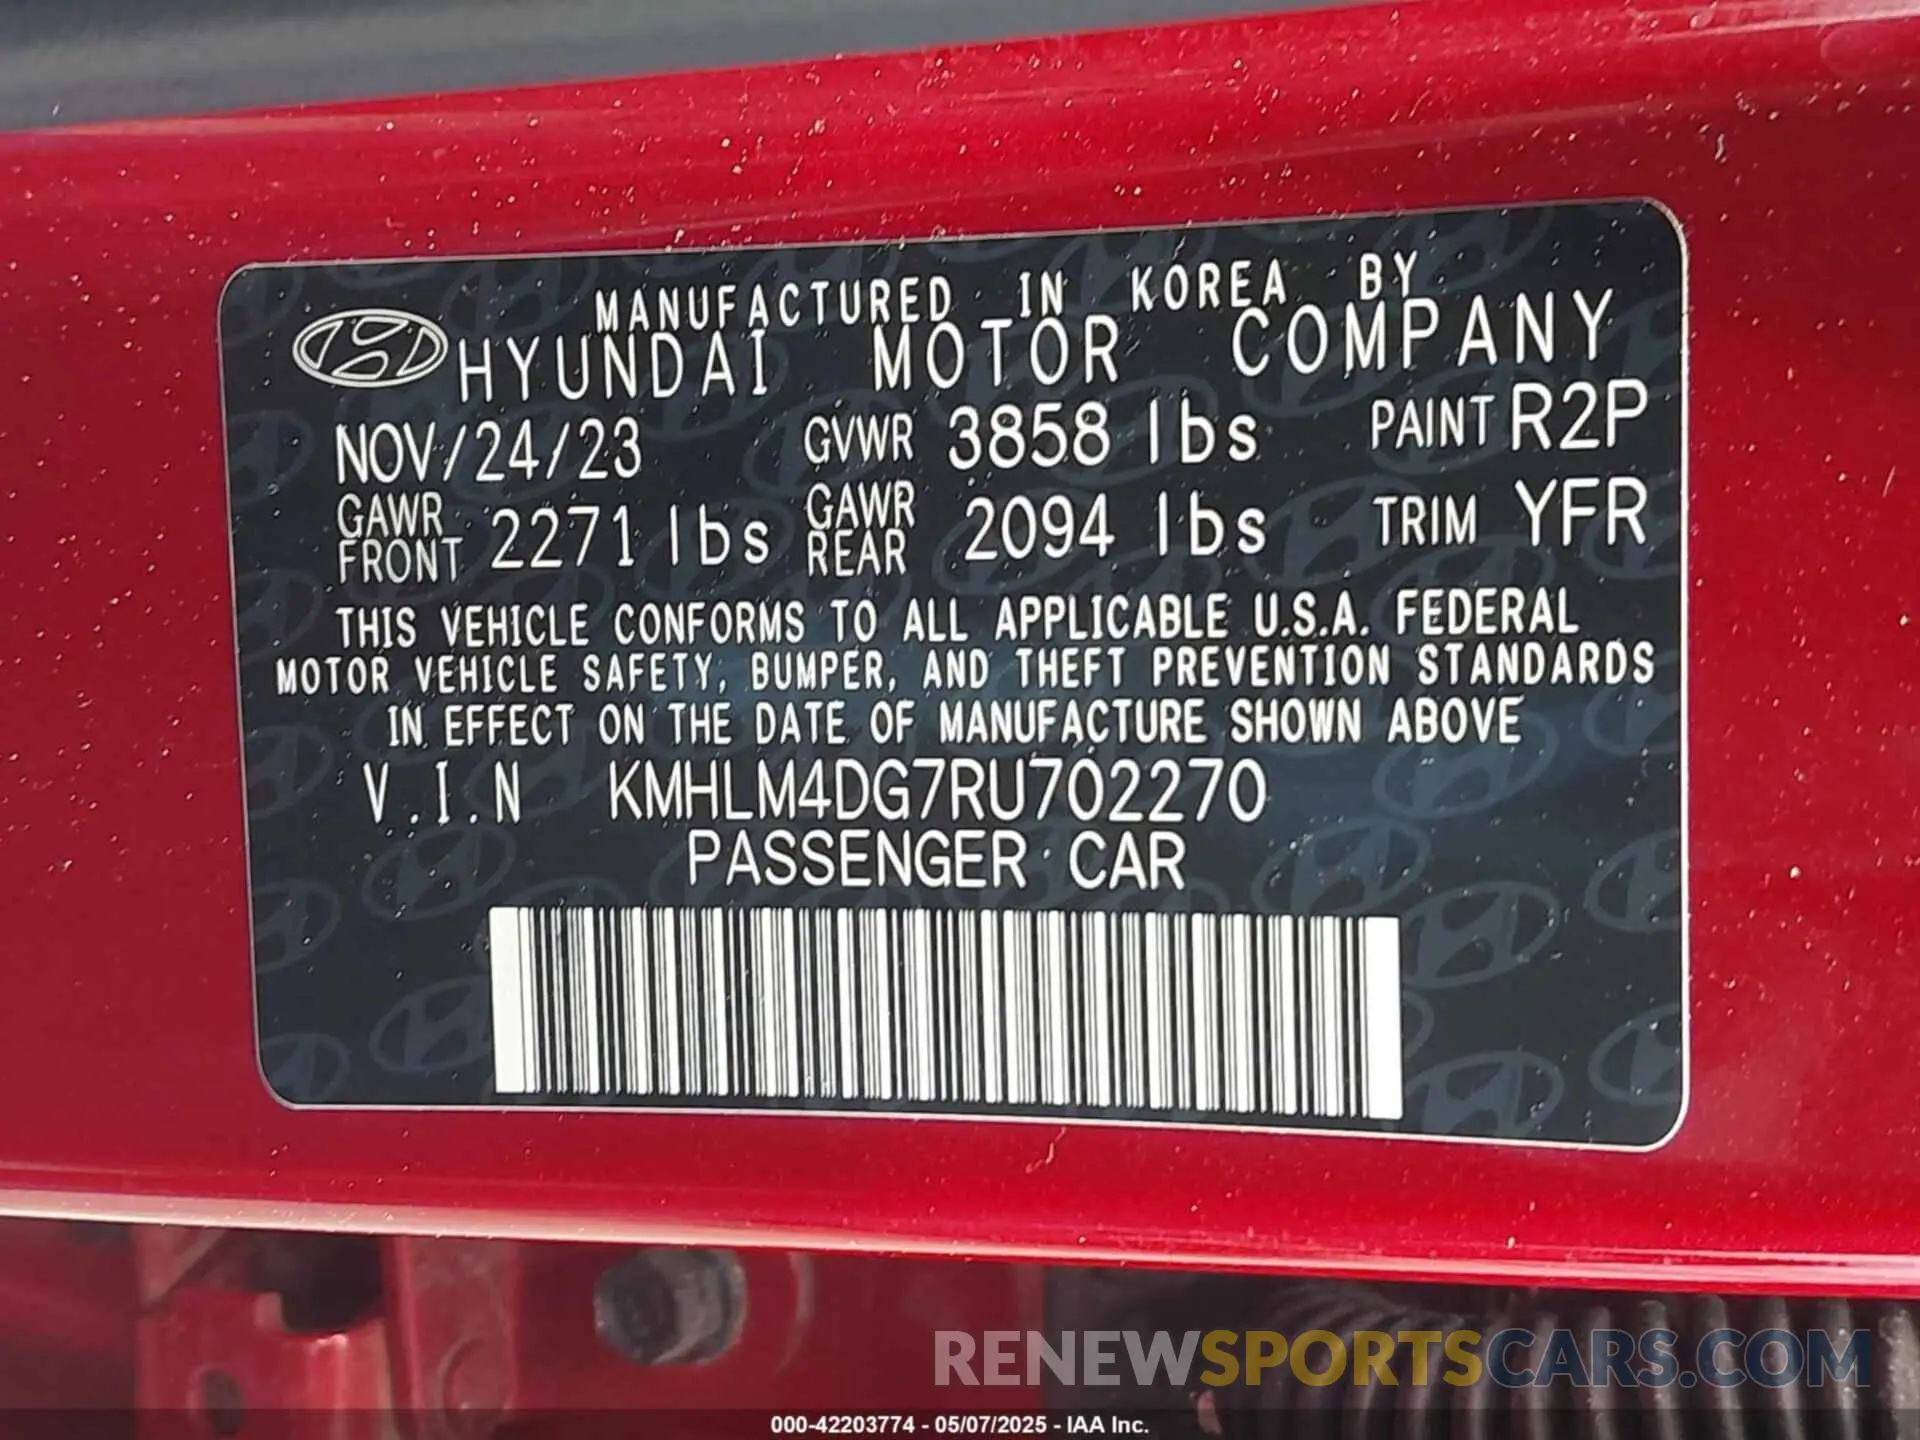 MANUFACTURED IN KOREA BY
HYUNDAI MOTOR COMPANY
NOV/24/23 GVWR 3858 lbs PAINT R2P
GAWR FRONT 2271 lbs GAWR REAR 2094 lbs TRIM YFR
THIS VEHICLE CONFORMS TO ALL APPLICABLE U.S.A. FEDERAL
MOTOR VEHICLE SAFETY, BUMPER, AND THEFT PREVENTION STANDARDS
IN EFFECT ON THE DATE OF MANUFACTURE SHOWN ABOVE
V.I.N KMHLM4DG7RU702270
PASSENGER CAR
RENEWSPORTSCARS.COM
000-42203774 - 05/07/2025 - IAA Inc.